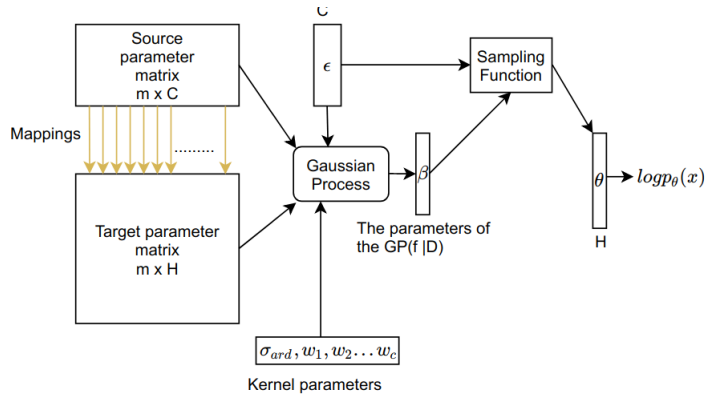 C
Source
parameter
matrix
m x C
ϵ
Sampling
Function
Mappings
.........
Gaussian
Process
β
θ
logp_θ(x)
Target parameter
matrix
m x H
The parameters of
the GP(f |D)
H
σ_ard, w_1, w_2 ... w_c
Kernel parameters